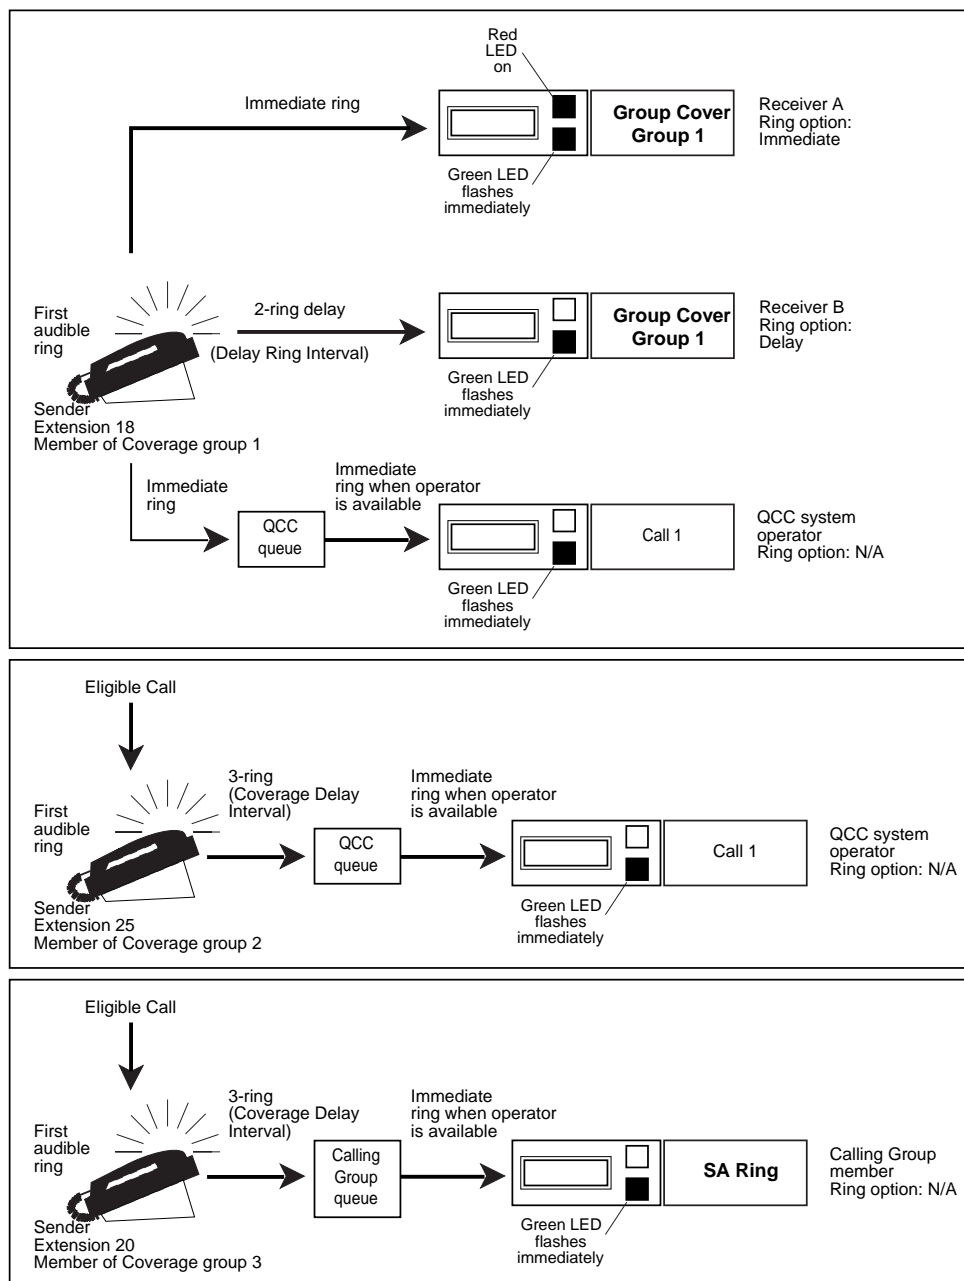 Red
LED
on
Immediate ring
Group Cover
Group 1
Receiver A
Ring option:
Immediate
Green LED
flashes
immediately
First
audible
ring
2-ring delay
(Delay Ring Interval)
Group Cover
Group 1
Receiver B
Ring option:
Delay
Green LED
flashes
immediately
Sender
Extension 18
Member of Coverage group 1
Immediate
ring
QCC
queue
Immediate
ring when operator
is available
Call 1
QCC system
operator
Ring option: N/A
Green LED
flashes
immediately
Eligible Call
First
audible
ring
3-ring
(Coverage Delay
Interval)
QCC
queue
Immediate
ring when operator
is available
Call 1
QCC system
operator
Ring option: N/A
Green LED
flashes
immediately
Sender
Extension 25
Member of Coverage group 2
Eligible Call
First
audible
ring
3-ring
(Coverage Delay
Interval)
Calling
Group
queue
Immediate
ring when operator
is available
SA Ring
Calling Group
member
Ring option: N/A
Green LED
flashes
immediately
Sender
Extension 20
Member of Coverage group 3